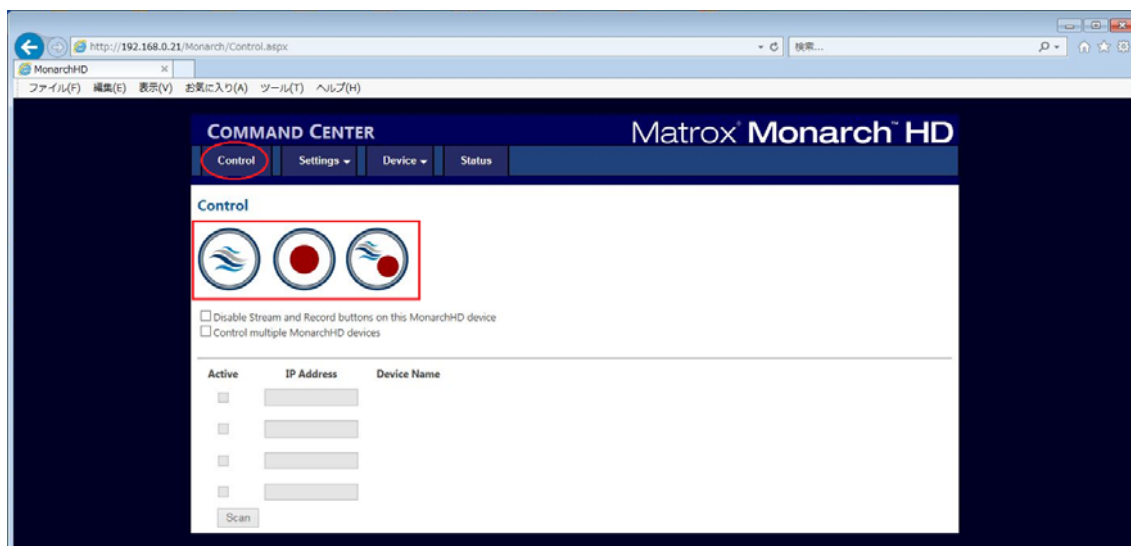 http://192.168.0.21/Monarch/Control.aspx
検索...
MonarchHD
ファイル(F) 編集(E) 表示(V) お気に入り(A) ツール(T) ヘルプ(H)
COMMAND CENTER
Matrox® Monarch™ HD
Control Settings Device Status
Control
Disable Stream and Record buttons on this MonarchHD device
Control multiple MonarchHD devices
Active IP Address Device Name
Scan